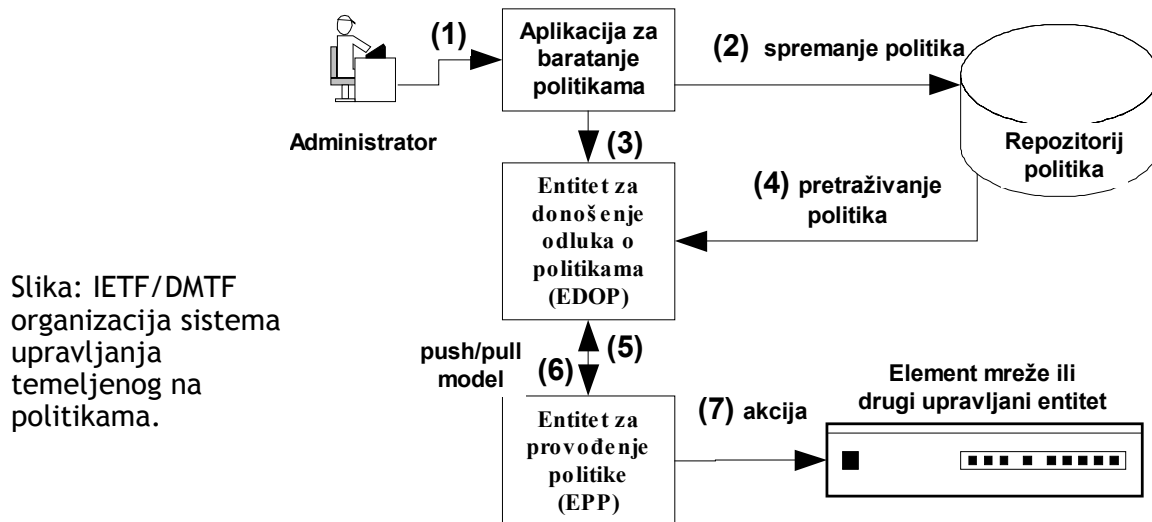 (1)
Aplikacija za
baratanje
politikama
(2) spremanje politika
Administrator
(3)
Repozitorij
politika
Entitet za
donošenje
odluka o
politikama
(EDOP)
(4) pretraživanje
politika
Slika: IETF/DMTF
organizacija sistema
upravljanja
temeljenog na
politikama.
push/pull
model
(5)
(6)
Entitet za
provođenje
politike
(EPP)
(7) akcija
Element mreže ili
drugi upravljani entitet